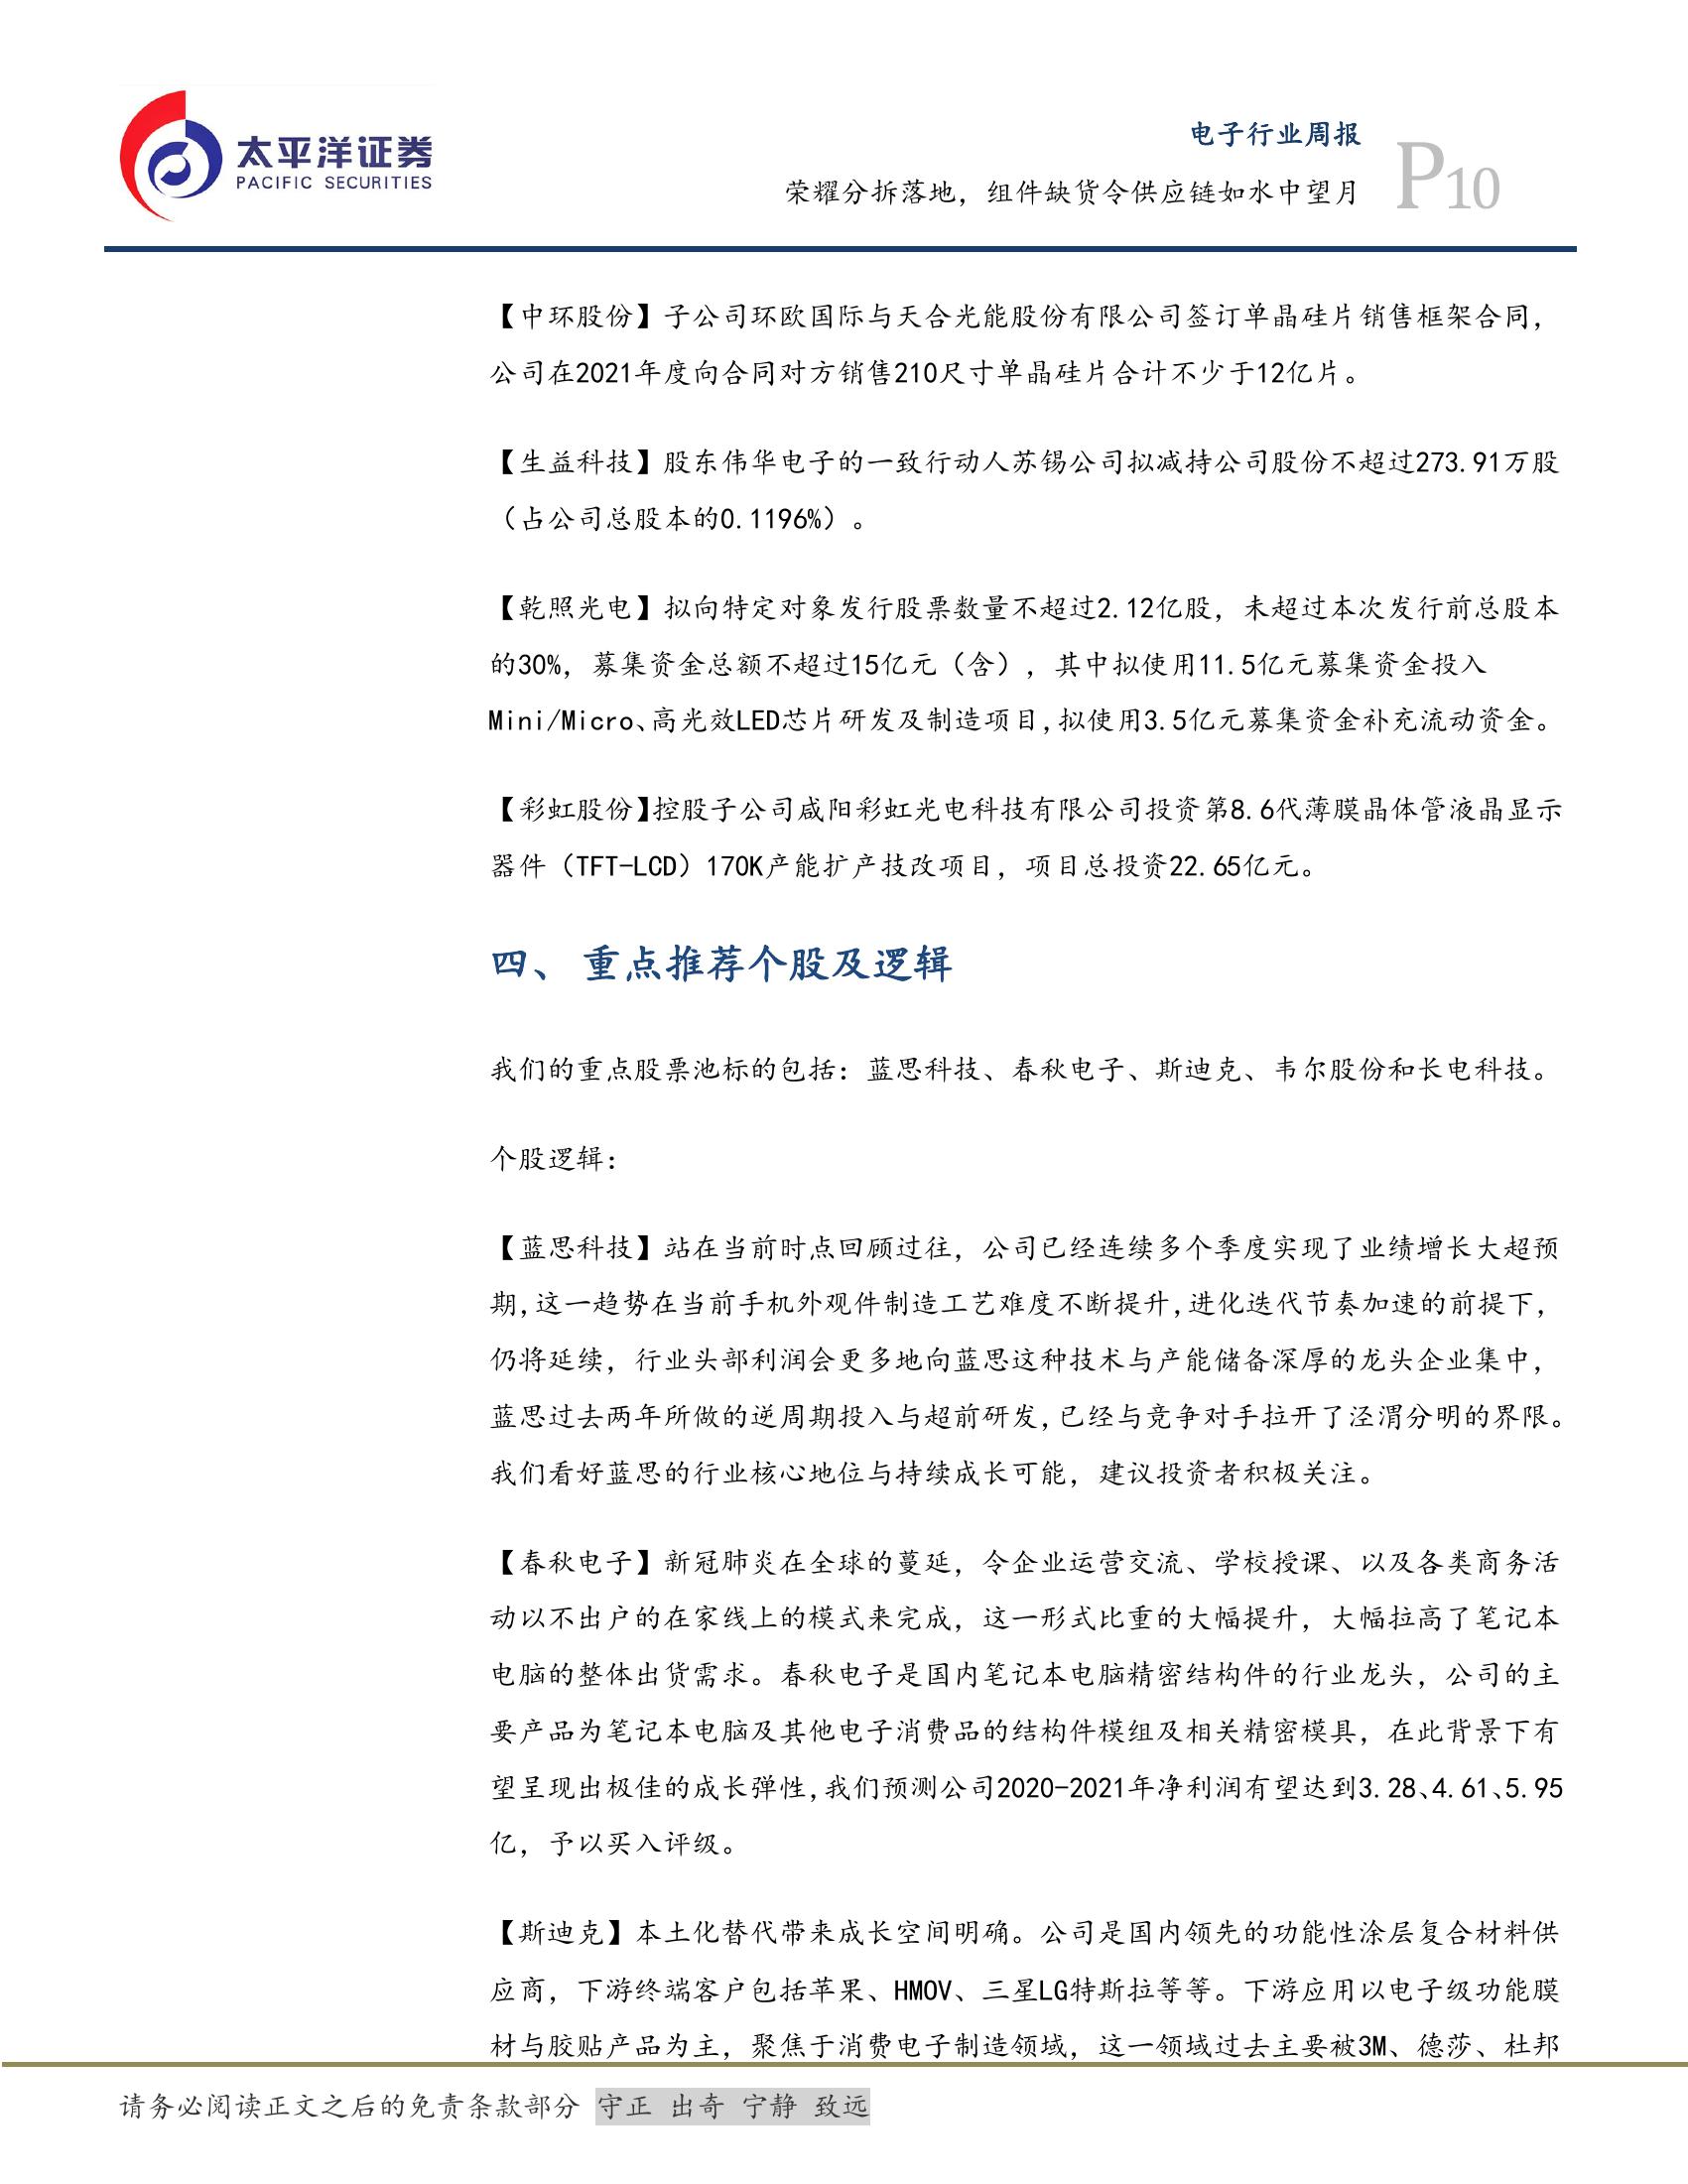 太平洋证券
PACIFIC SECURITIES
电子行业周报
荣耀分拆落地，组件缺货令供应链如水中望月
P10
【中环股份】子公司环欧国际与天合光能股份有限公司签订单晶硅片销售框架合同，
公司在2021年度向合同对方销售210尺寸单晶硅片合计不少于12亿片。
【生益科技】股东伟华电子的一致行动人苏锡公司拟减持公司股份不超过273.91万股
（占公司总股本的0.1196%）。
【乾照光电】拟向特定对象发行股票数量不超过2.12亿股，未超过本次发行前总股本
的30%，募集资金总额不超过15亿元（含），其中拟使用11.5亿元募集资金投入
Mini/Micro、高光效LED芯片研发及制造项目,拟使用3.5亿元募集资金补充流动资金。
【彩虹股份】控股子公司咸阳彩虹光电科技有限公司投资第8.6代薄膜晶体管液晶显示
器件（TFT-LCD）170K产能扩产技改项目，项目总投资22.65亿元。
四、 重点推荐个股及逻辑
我们的重点股票池标的包括：蓝思科技、春秋电子、斯迪克、韦尔股份和长电科技。
个股逻辑：
【蓝思科技】站在当前时点回顾过往，公司已经连续多个季度实现了业绩增长大超预
期,这一趋势在当前手机外观件制造工艺难度不断提升,进化迭代节奏加速的前提下，
仍将延续，行业头部利润会更多地向蓝思这种技术与产能储备深厚的龙头企业集中，
蓝思过去两年所做的逆周期投入与超前研发,已经与竞争对手拉开了泾渭分明的界限。
我们看好蓝思的行业核心地位与持续成长可能，建议投资者积极关注。
【春秋电子】新冠肺炎在全球的蔓延，令企业运营交流、学校授课、以及各类商务活
动以不出户的在家线上的模式来完成，这一形式比重的大幅提升，大幅拉高了笔记本
电脑的整体出货需求。春秋电子是国内笔记本电脑精密结构件的行业龙头，公司的主
要产品为笔记本电脑及其他电子消费品的结构件模组及相关精密模具，在此背景下有
望呈现出极佳的成长弹性,我们预测公司2020-2021年净利润有望达到3.28、4.61、5.95
亿，予以买入评级。
【斯迪克】本土化替代带来成长空间明确。公司是国内领先的功能性涂层复合材料供
应商，下游终端客户包括苹果、HMOV、三星LG特斯拉等等。下游应用以电子级功能膜
材与胶贴产品为主，聚焦于消费电子制造领域，这一领域过去主要被3M、德莎、杜邦
请务必阅读正文之后的免责条款部分 守正 出奇 宁静 致远